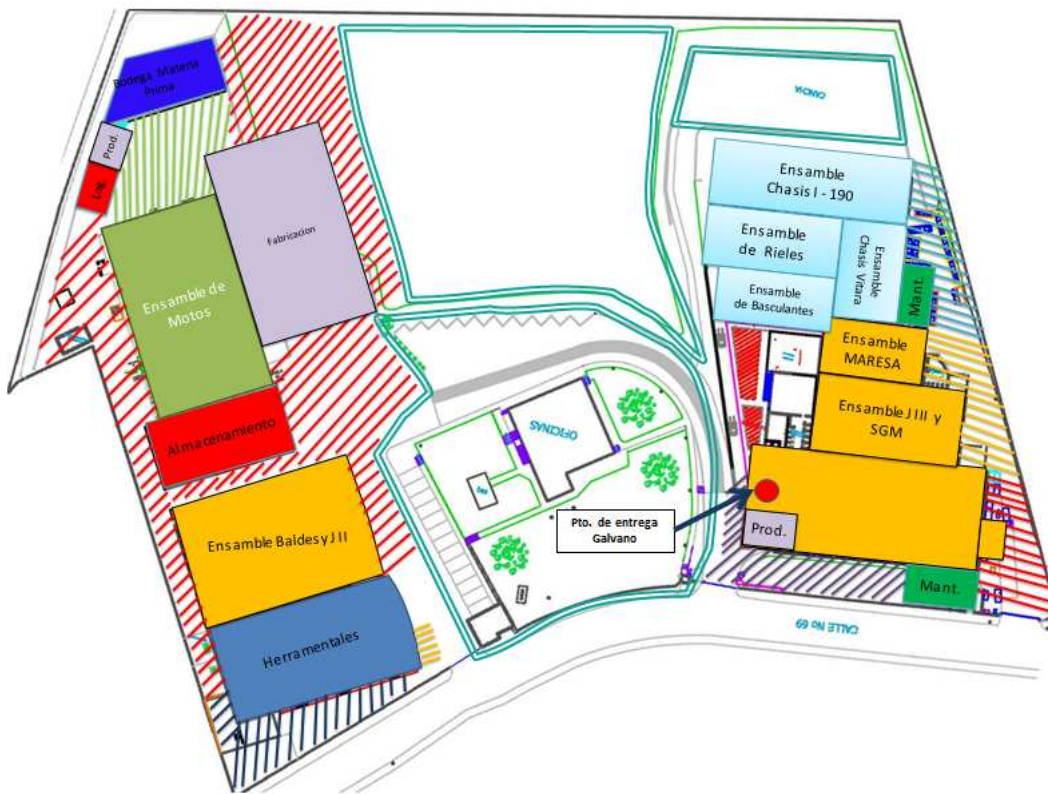 Bodega Materia
Prima
Prod.
Log.
Fabricacion
Ensamble de
Motos
Almacenamiento
Ensamble Baldes y J II
Herramentales
OFICINAS
CANCHA
Ensamble
Chasis I - 190
Ensamble
de Rieles
Ensamble
Chasis Vitara
Ensamble
de Basculantes
Mant.
Ensamble
MARESA
Ensamble J III y
SGM
Pto. de entrega
Galvano
Prod.
Mant.
CALLE No 69